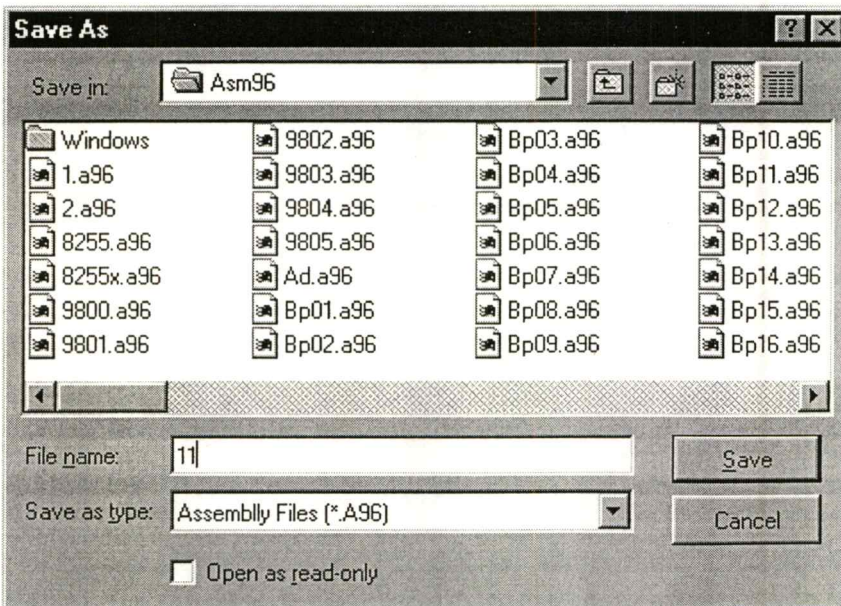 Save As
Save in: Asm96
Windows 9802.a96 Bp03.a96 Bp10.a96
1.a96 9803.a96 Bp04.a96 Bp11.a96
2.a96 9804.a96 Bp05.a96 Bp12.a96
8255.a96 9805.a96 Bp06.a96 Bp13.a96
8255x.a96 Ad.a96 Bp07.a96 Bp14.a96
9800.a96 Bp01.a96 Bp08.a96 Bp15.a96
9801.a96 Bp02.a96 Bp09.a96 Bp16.a96
File name: 11 Save
Save as type: Assemblly Files (*.A96) Cancel
Open as read-only